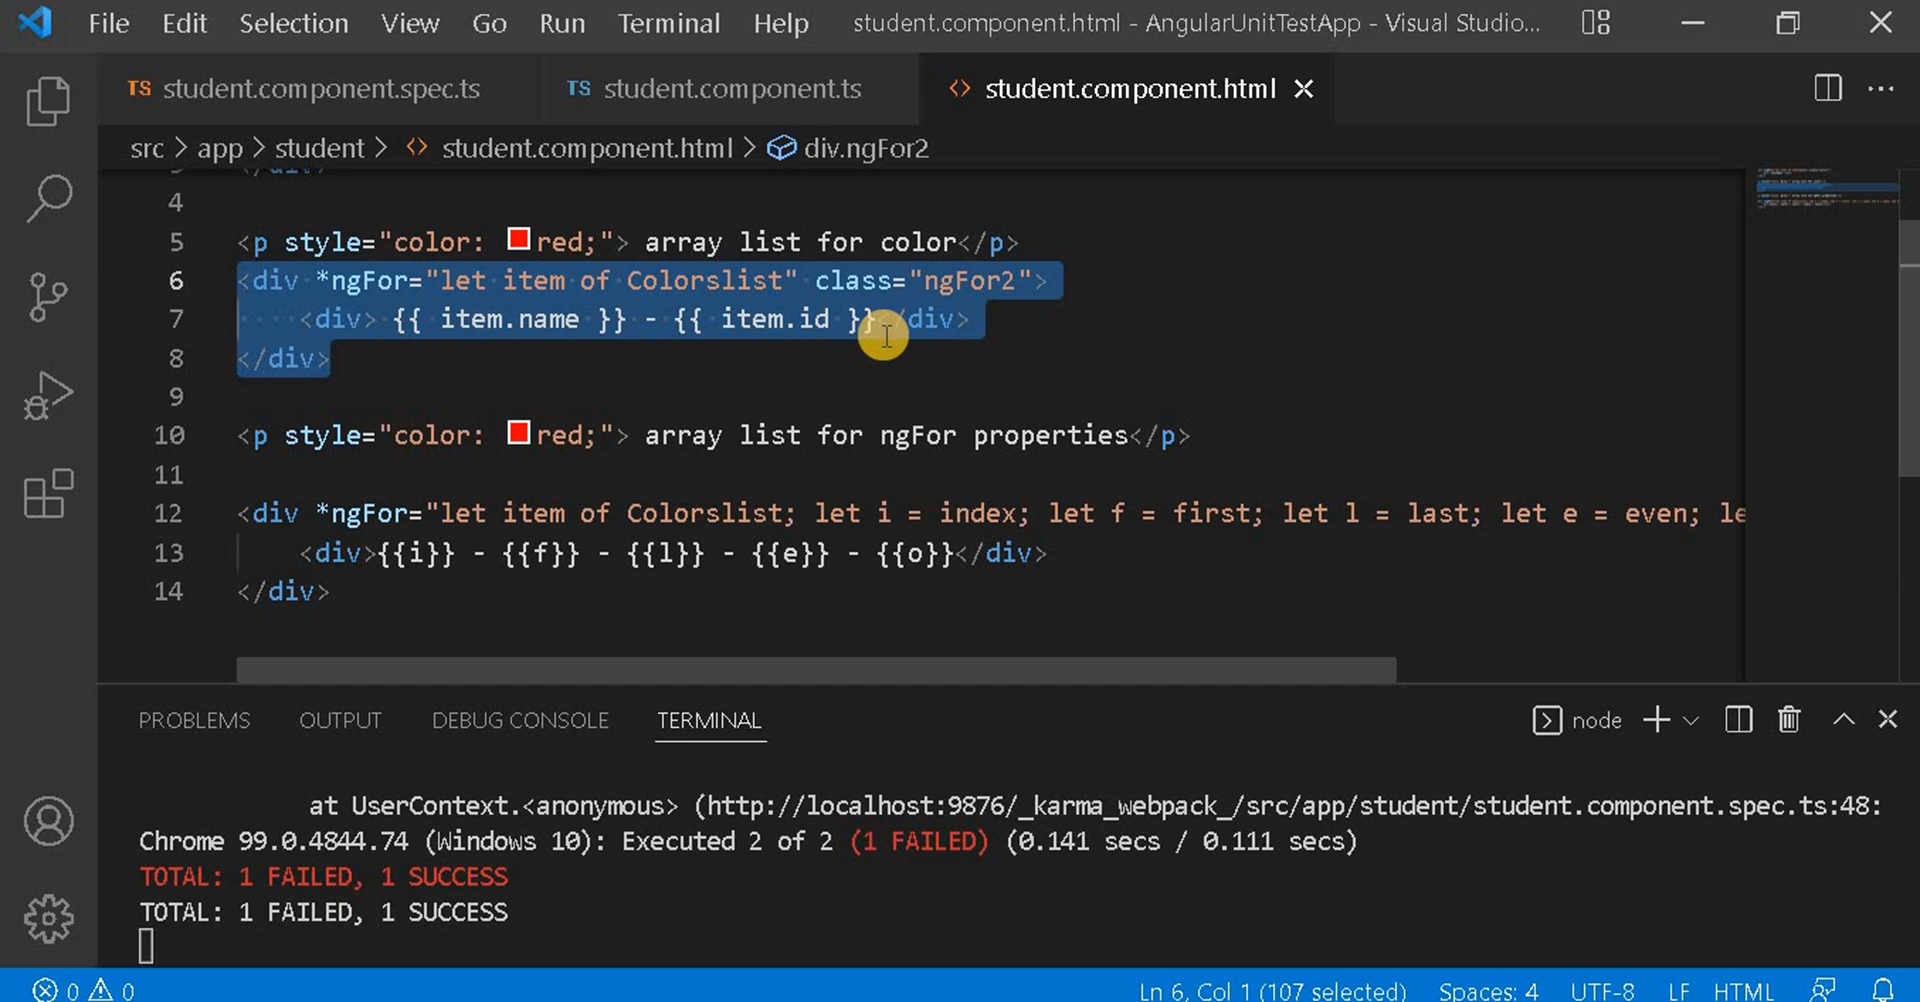 File Edit Selection View Go Run Terminal Help student.component.html - AngularUnitTestApp - Visual Studio...
TS student.component.spec.ts TS student.component.ts <> student.component.html
src > app > student > <> student.component.html > div.ngFor2
4
5 <p style="color: red;"> array list for color</p>
6 <div *ngFor="let item of Colorslist" class="ngFor2">
7 <div> {{ item.name }} - {{ item.id }}</div>
8 </div>
9
10 <p style="color: red;"> array list for ngFor properties</p>
11
12 <div *ngFor="let item of Colorslist; let i = index; let f = first; let l = last; let e = even; le
13 <div>{{i}} - {{f}} - {{l}} - {{e}} - {{o}}</div>
14 </div>
PROBLEMS OUTPUT DEBUG CONSOLE TERMINAL node
at UserContext.<anonymous> (http://localhost:9876/_karma_webpack_/src/app/student/student.component.spec.ts:48:
Chrome 99.0.4844.74 (Windows 10): Executed 2 of 2 (1 FAILED) (0.141 secs / 0.111 secs)
TOTAL: 1 FAILED, 1 SUCCESS
TOTAL: 1 FAILED, 1 SUCCESS
0 0 Ln 6, Col 1 (107 selected) Spaces: 4 UTF-8 LF HTML